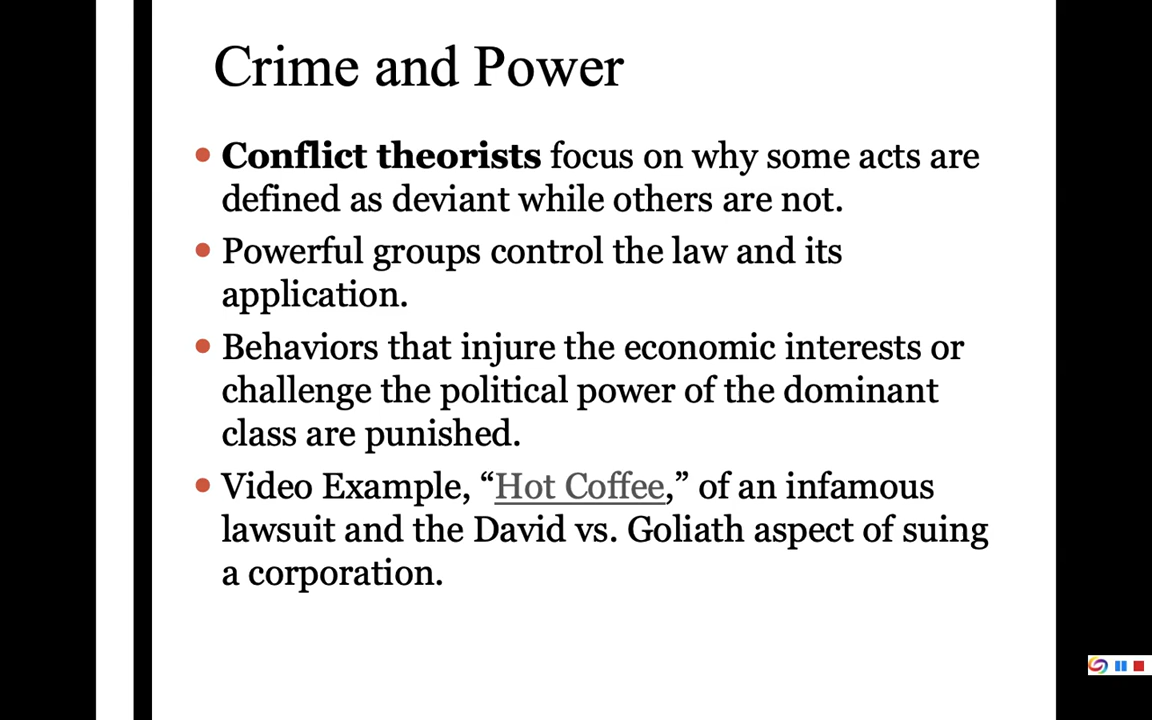 Crime and Power
• Conflict theorists focus on why some acts are
defined as deviant while others are not.
• Powerful groups control the law and its
application.
• Behaviors that injure the economic interests or
challenge the political power of the dominant
class are punished.
• Video Example, “Hot Coffee,” of an infamous
lawsuit and the David vs. Goliath aspect of suing
a corporation.